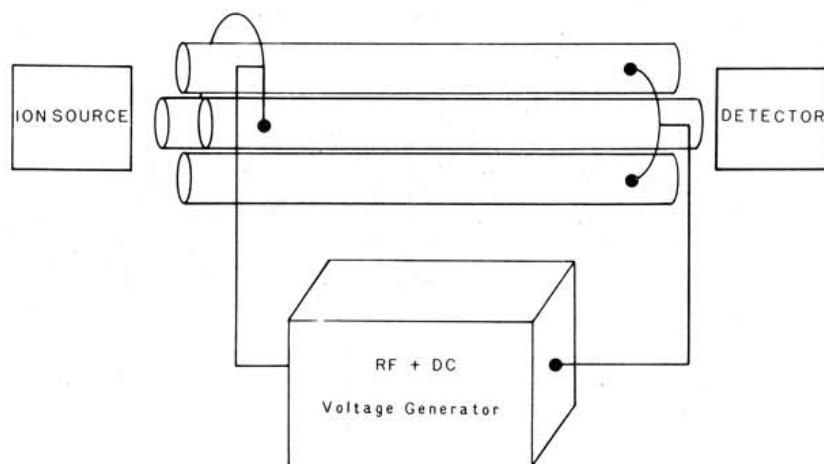 ION SOURCE
DETECTOR
RF + DC
Voltage Generator